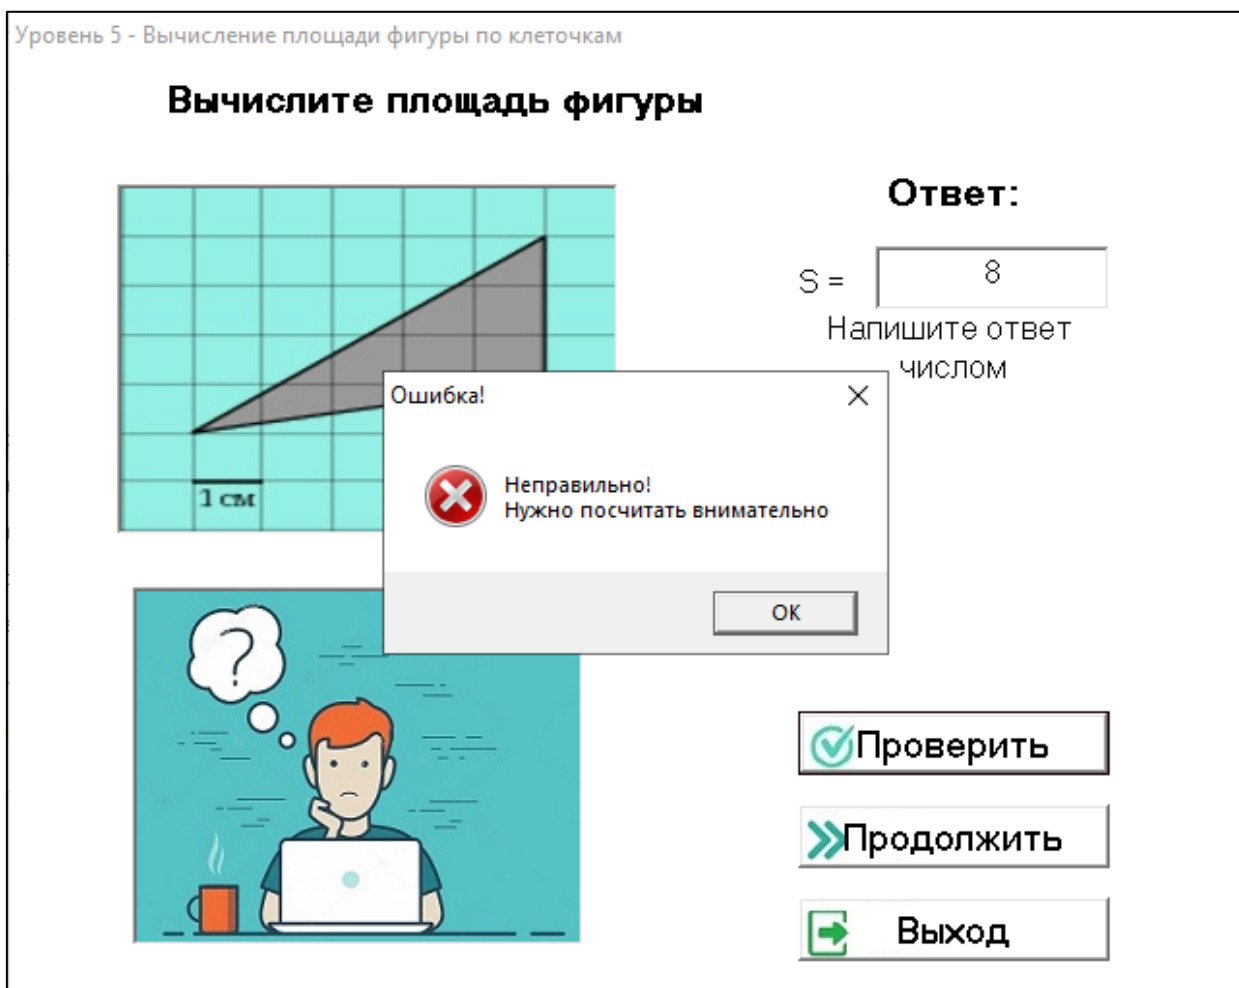 Уровень 5 - Вычисление площади фигуры по клеточкам
Вычислите площадь фигуры
Ответ:
S =
8
Напишите ответ
числом
1 см
Ошибка!
Неправильно!
Нужно посчитать внимательно
ОК
?
Проверить
Продолжить
Выход